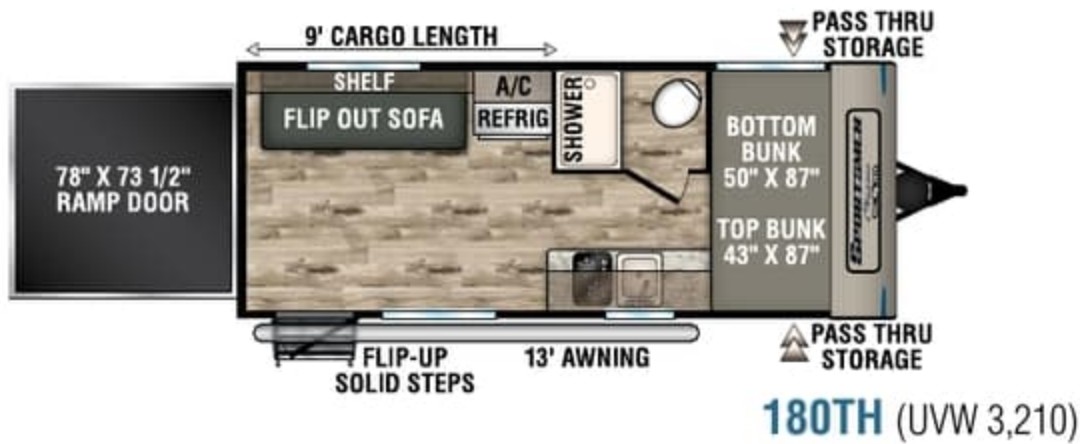 9' CARGO LENGTH
PASS THRU
STORAGE
SHELF
A/C
FLIP OUT SOFA
REFRIG
SHOWER
BOTTOM
BUNK
50" X 87"
TOP BUNK
43" X 87"
SPORTSMEN
78" X 73 1/2"
RAMP DOOR
FLIP-UP
SOLID STEPS
13' AWNING
PASS THRU
STORAGE
180TH (UVW 3,210)